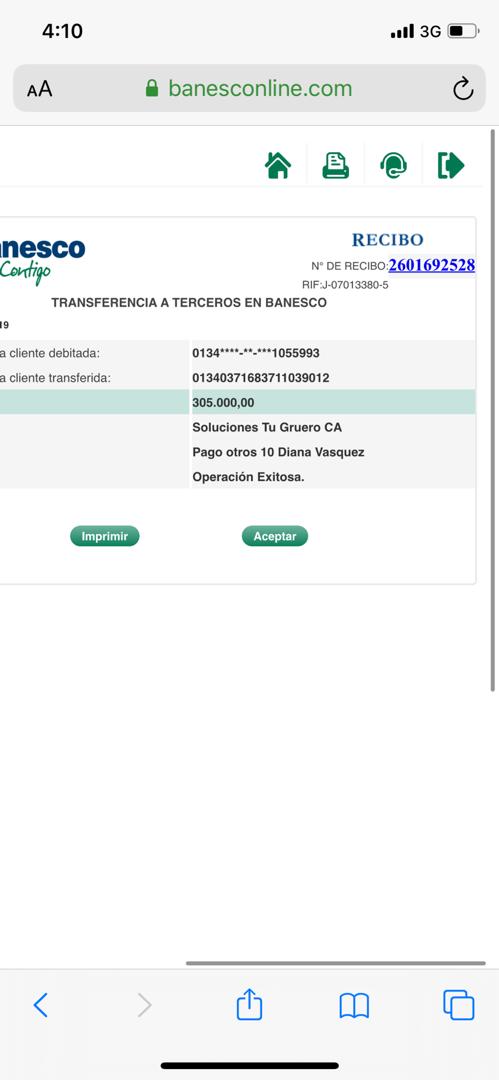 4:10
3G
AA
banesconline.com
anesco
Contigo
RECIBO
N° DE RECIBO:2601692528
RIF:J-07013380-5
TRANSFERENCIA A TERCEROS EN BANESCO
19
a cliente debitada: 0134****-**-***1055993
a cliente transferida: 01340371683711039012
305.000,00
Soluciones Tu Gruero CA
Pago otros 10 Diana Vasquez
Operación Exitosa.
Imprimir Aceptar